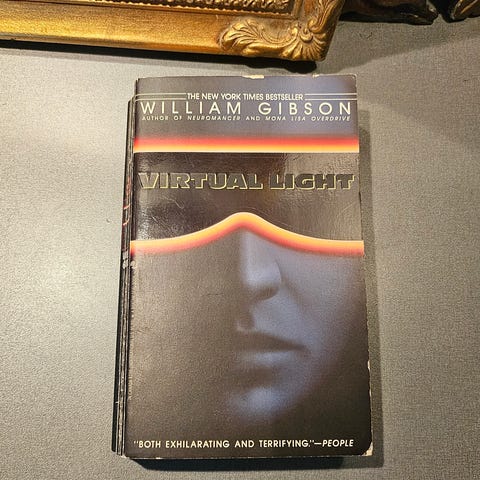 THE NEW YORK TIMES BESTSELLER
WILLIAM GIBSON
AUTHOR OF NEUROMANCER AND MONA LISA OVERDRIVE
VIRTUAL LIGHT
"BOTH EXHILARATING AND TERRIFYING."—PEOPLE